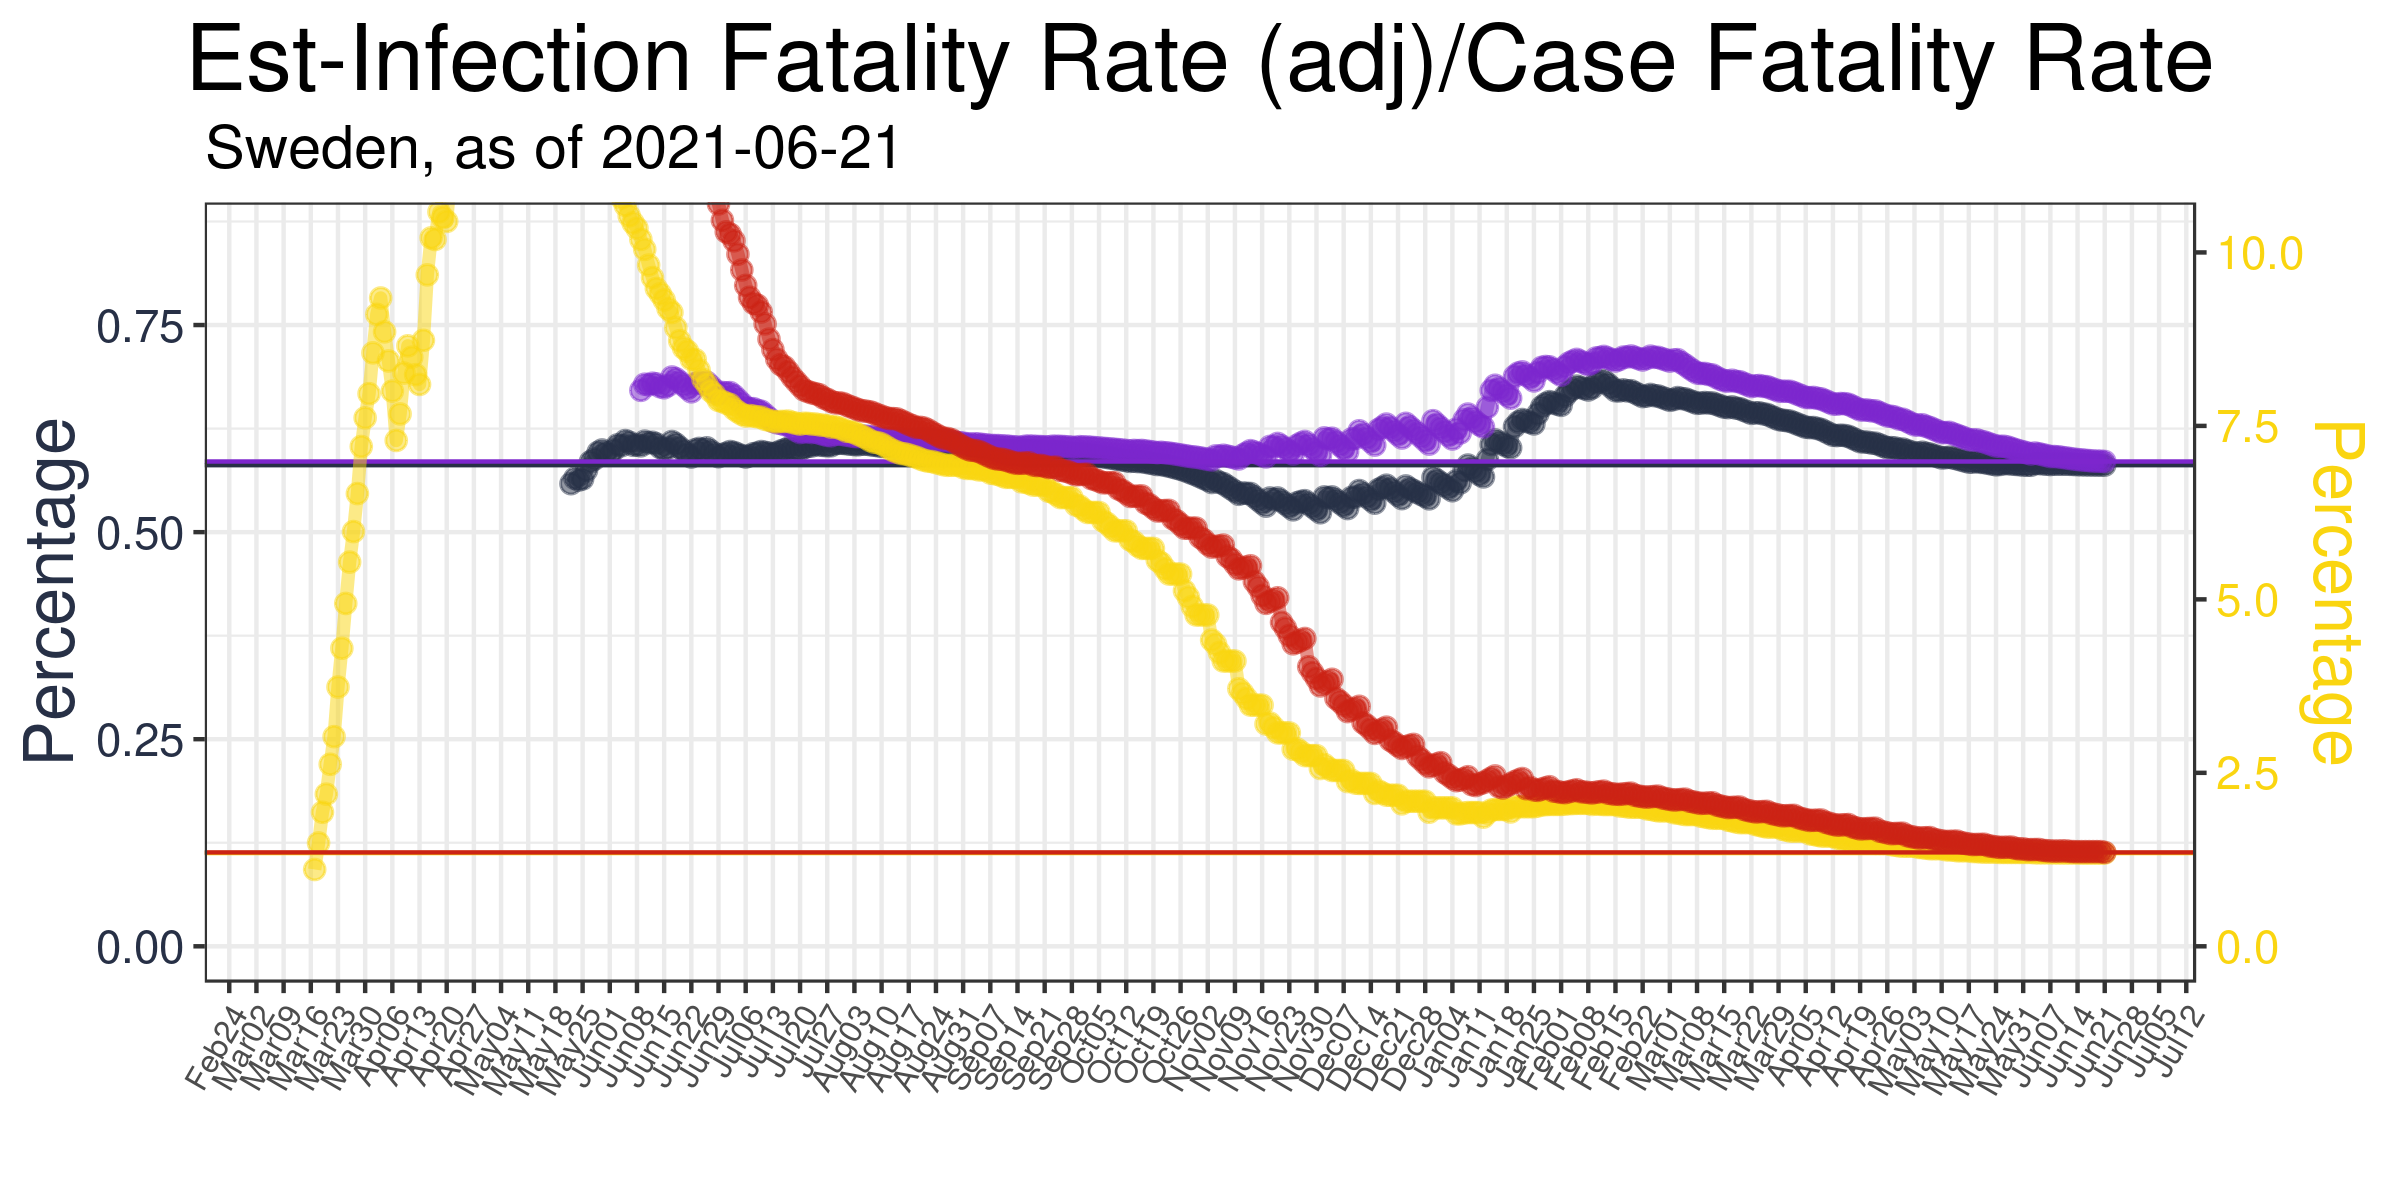 Est-Infection Fatality Rate (adj)/Case Fatality Rate
Sweden, as of 2021-06-21
Percentage
0.75
0.50
0.25
0.00
10.0
7.5
5.0
2.5
0.0
Percentage
Feb24
Mar02
Mar09
Mar16
Mar23
Mar30
Apr06
Apr13
Apr20
Apr27
May04
May11
May18
May25
Jun01
Jun08
Jun15
Jun22
Jun29
Jul06
Jul13
Jul20
Jul27
Aug03
Aug10
Aug17
Aug24
Aug31
Sep07
Sep14
Sep21
Sep28
Oct05
Oct12
Oct19
Oct26
Nov02
Nov09
Nov16
Nov23
Nov30
Dec07
Dec14
Dec21
Dec28
Jan04
Jan11
Jan18
Jan25
Feb01
Feb08
Feb15
Feb22
Mar01
Mar08
Mar15
Mar22
Mar29
Mar05
Apr12
Apr19
Apr26
May03
May10
May17
May24
May31
May07
Jun14
Jun21
Jun28
Jul05
Jul12